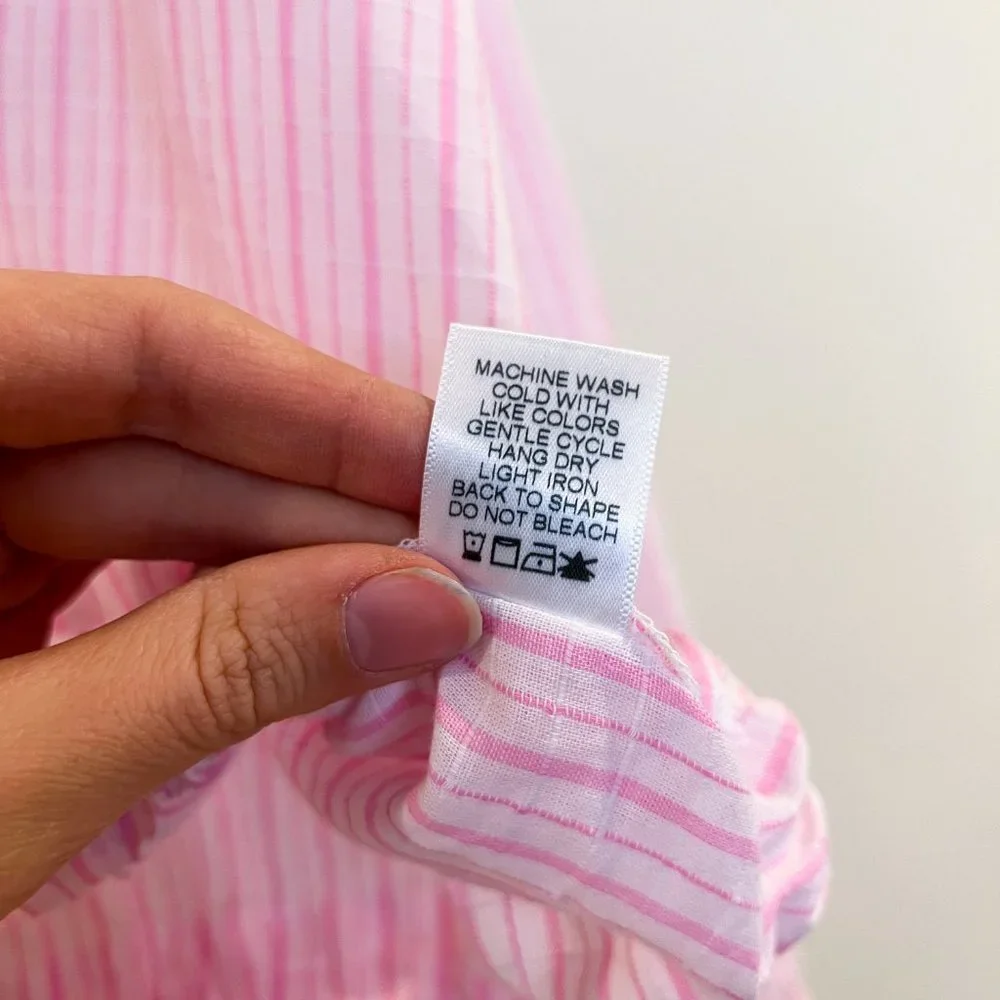 MACHINE WASH
COLD WITH
LIKE COLORS
GENTLE CYCLE
HANG DRY
LIGHT IRON
BACK TO SHAPE
DO NOT BLEACH